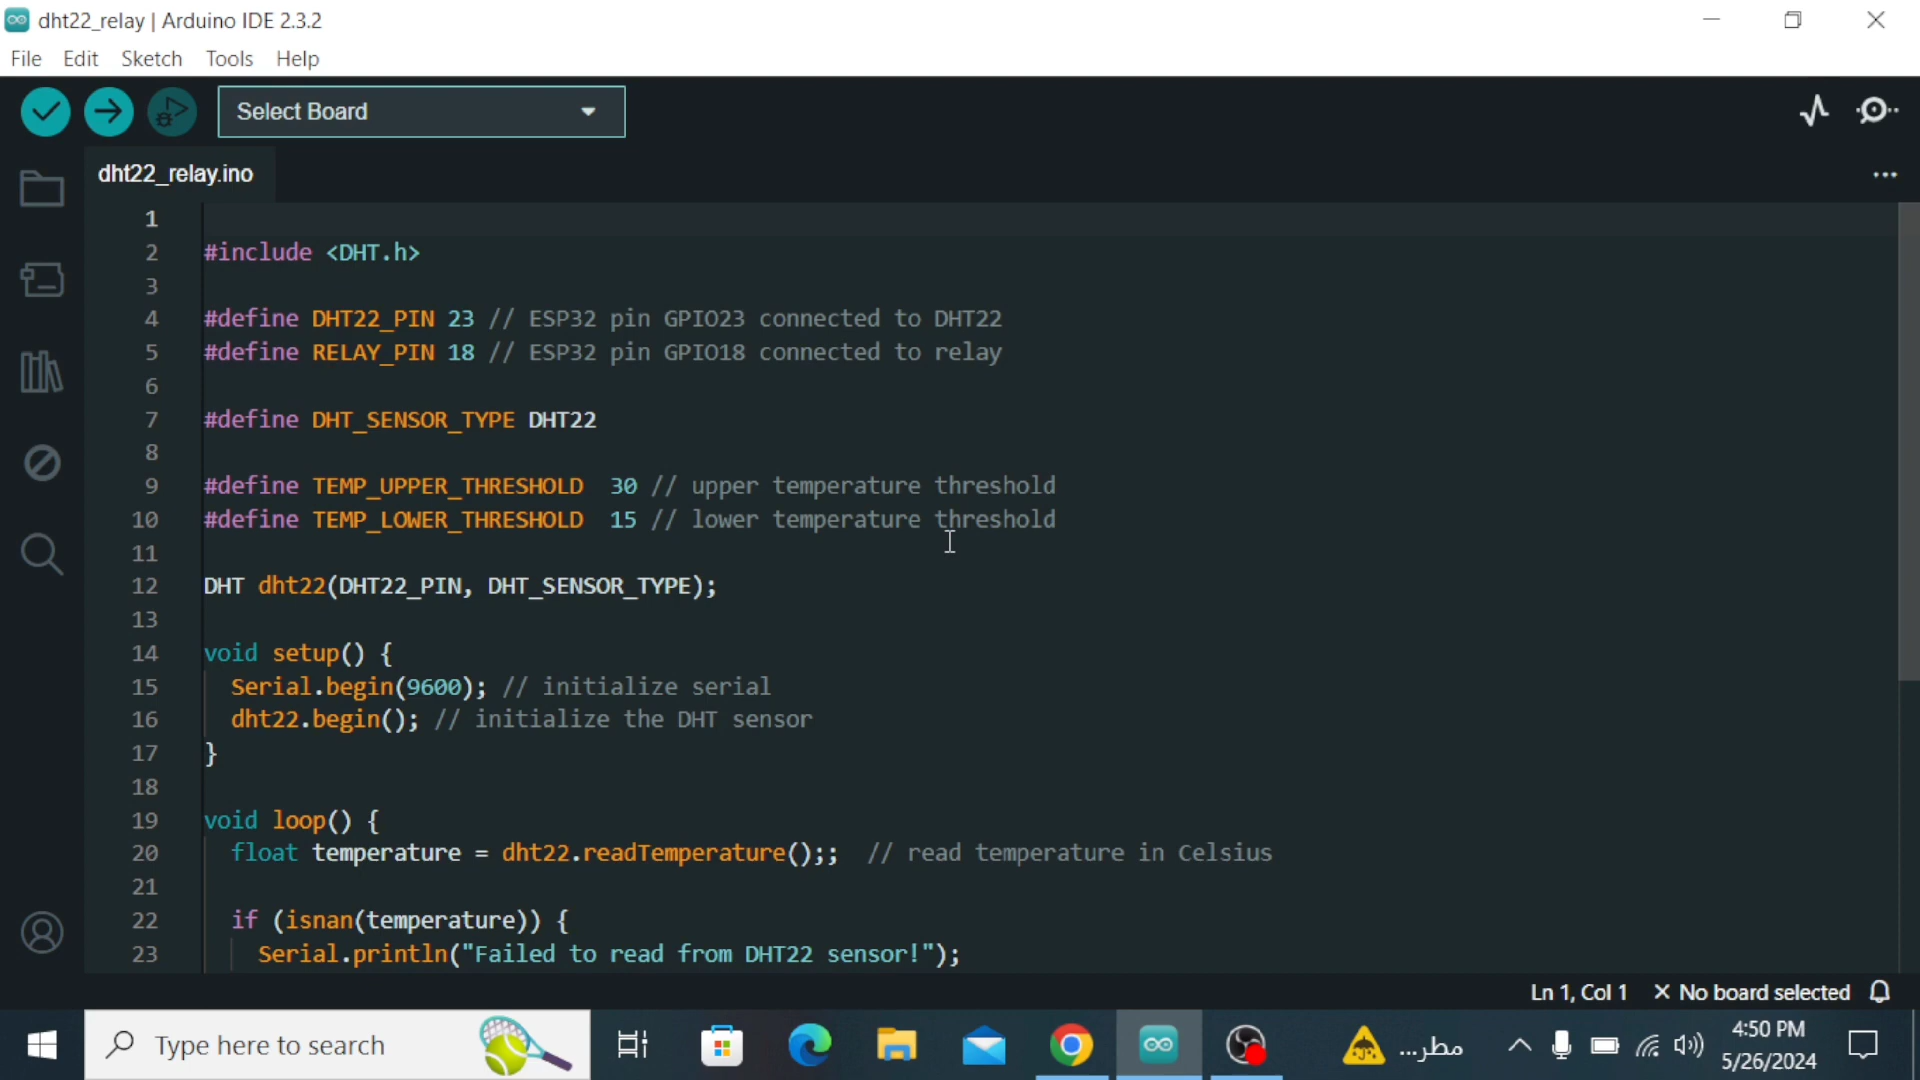 dht22_relay | Arduino IDE 2.3.2
File Edit Sketch Tools Help
Select Board
dht22_relay.ino
1
2 #include <DHT.h>
3
4 #define DHT22_PIN 23 // ESP32 pin GPIO23 connected to DHT22
5 #define RELAY_PIN 18 // ESP32 pin GPIO18 connected to relay
6
7 #define DHT_SENSOR_TYPE DHT22
8
9 #define TEMP_UPPER_THRESHOLD  30 // upper temperature threshold
10 #define TEMP_LOWER_THRESHOLD  15 // lower temperature threshold
11
12 DHT dht22(DHT22_PIN, DHT_SENSOR_TYPE);
13
14 void setup() {
15   Serial.begin(9600); // initialize serial
16   dht22.begin(); // initialize the DHT sensor
17 }
18
19 void loop() {
20   float temperature = dht22.readTemperature();;  // read temperature in Celsius
21
22   if (isnan(temperature)) {
23     Serial.println("Failed to read from DHT22 sensor!");
Ln 1, Col 1 × No board selected
Type here to search
مطر...
4:50 PM
5/26/2024